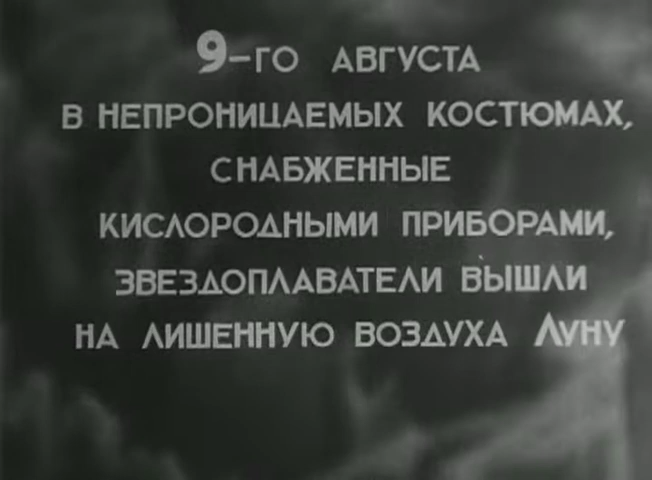 9-ГО АВГУСТА
В НЕПРОНИЦАЕМЫХ КОСТЮМАХ,
СНАБЖЕННЫЕ
КИСЛОРОДНЫМИ ПРИБОРАМИ,
ЗВЕЗДОПЛАВАТЕЛИ ВЫШЛИ
НА ЛИШЕННУЮ ВОЗДУХА ЛУНУ